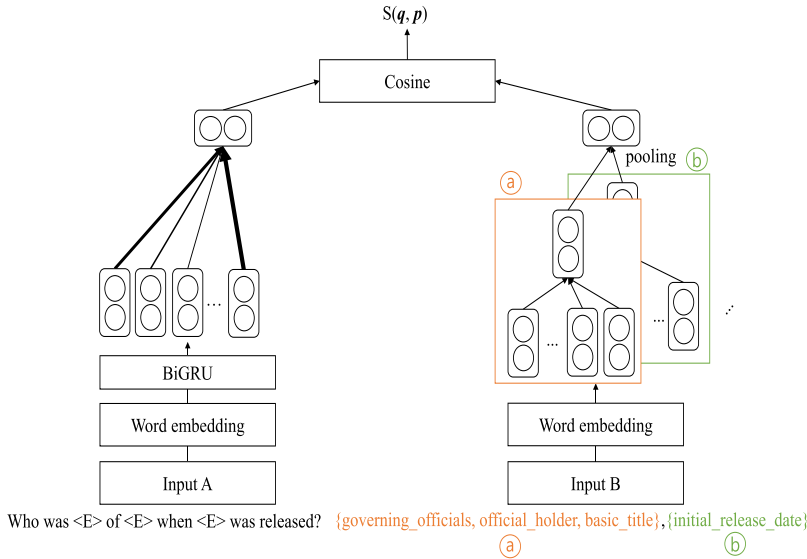 S(q, p)
Cosine
pooling
ⓑ
ⓐ
...
...
...
...
BiGRU
Word embedding
Word embedding
Input A
Input B
Who was <E> of <E> when <E> was released? {governing_officials, official_holder, basic_title},{initial_release_date}
ⓐ
ⓑ